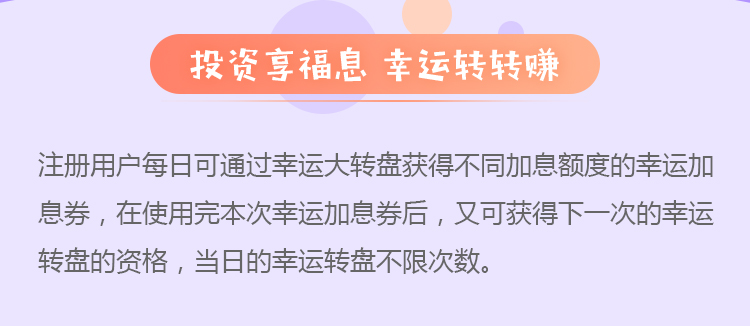 投资享福息 幸运转转赚
注册用户每日可通过幸运大转盘获得不同加息额度的幸运加
息券，在使用完本次幸运加息券后，又可获得下一次的幸运
转盘的资格，当日的幸运转盘不限次数。